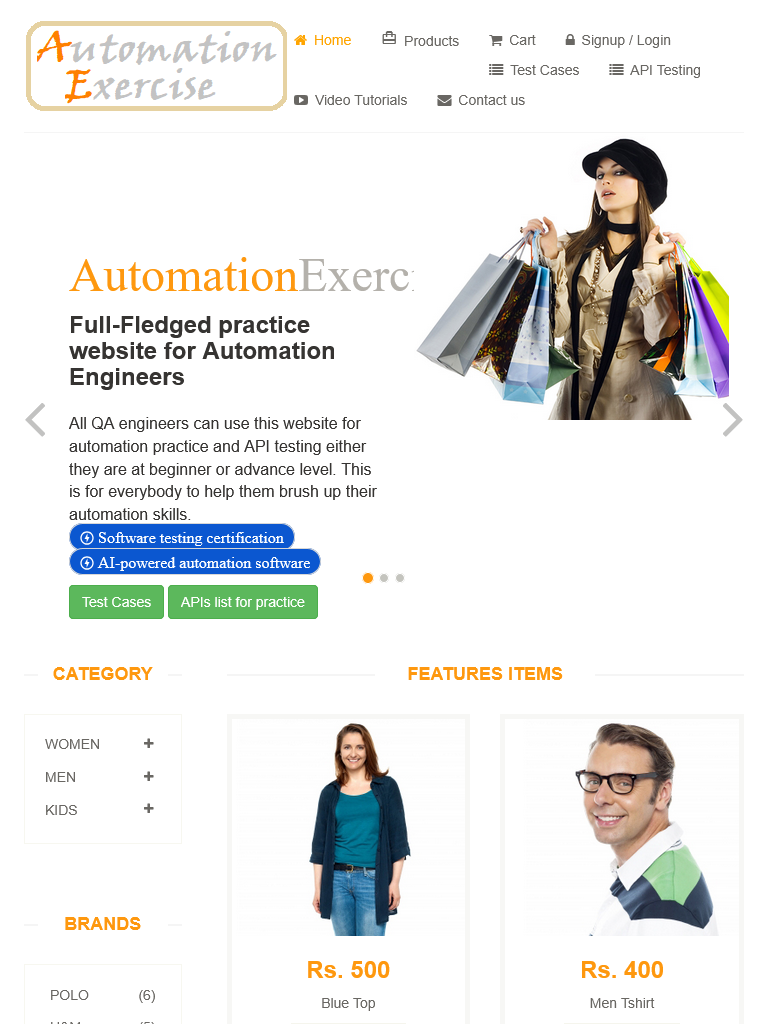 Automation
Exercise
Home
Products
Cart
Signup / Login
Test Cases
API Testing
Video Tutorials
Contact us
AutomationExerc
Full-Fledged practice
website for Automation
Engineers
All QA engineers can use this website for
automation practice and API testing either
they are at beginner or advance level. This
is for everybody to help them brush up their
automation skills.
Software testing certification
AI-powered automation software
Test Cases
APIs list for practice
CATEGORY
WOMEN
MEN
KIDS
BRANDS
POLO (6)
FEATURES ITEMS
Rs. 500
Blue Top
Rs. 400
Men Tshirt